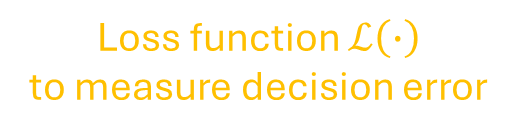 Loss function ℒ(·)
to measure decision error